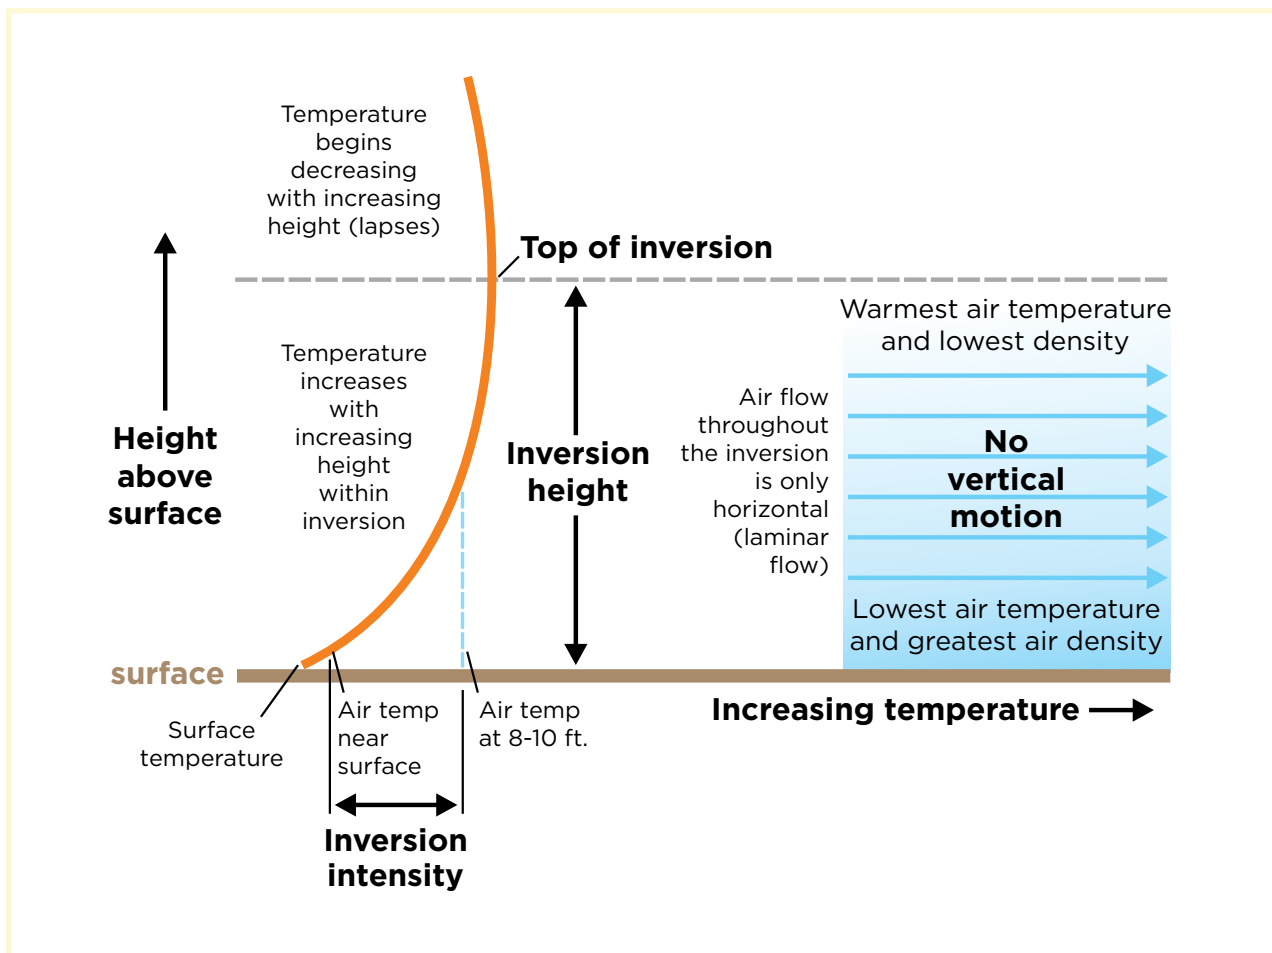 Temperature
begins
decreasing
with increasing
height (lapses)
Top of inversion
Warmest air temperature
and lowest density
Temperature
increases
with
increasing
height
within
inversion
Height
above
surface
Inversion
height
Air flow
throughout
the inversion
is only
horizontal
(laminar
flow)
No
vertical
motion
Lowest air temperature
and greatest air density
surface
Surface
temperature
Air temp
near
surface
Air temp
at 8-10 ft.
Increasing temperature
Inversion
intensity